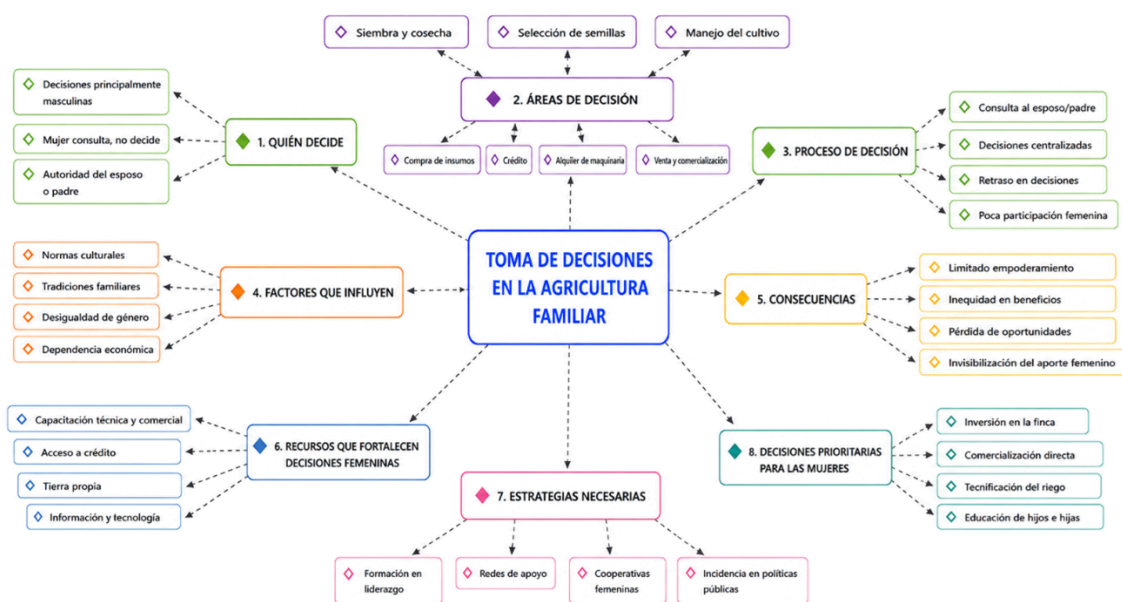 Siembra y cosecha
Selección de semillas
Manejo del cultivo
2. ÁREAS DE DECISIÓN
Compra de insumos
Crédito
Alquiler de maquinaria
Venta y comercialización
Decisiones principalmente
masculinas
Mujer consulta, no decide
Autoridad del esposo
o padre
1. QUIÉN DECIDE
3. PROCESO DE DECISIÓN
Consulta al esposo/padre
Decisiones centralizadas
Retraso en decisiones
Poca participación femenina
TOMA DE DECISIONES
EN LA AGRICULTURA
FAMILIAR
Normas culturales
Tradiciones familiares
Desigualdad de género
Dependencia económica
4. FACTORES QUE INFLUYEN
5. CONSECUENCIAS
Limitado empoderamiento
Inequidad en beneficios
Pérdida de oportunidades
Invisibilización del aporte femenino
Capacitación técnica y comercial
Acceso a crédito
Tierra propia
Información y tecnología
6. RECURSOS QUE FORTALECEN
DECISIONES FEMENINAS
7. ESTRATEGIAS NECESARIAS
Formación en
liderazgo
Redes de apoyo
Cooperativas
femeninas
Incidencia en políticas
públicas
8. DECISIONES PRIORITARIAS
PARA LAS MUJERES
Inversión en la finca
Comercialización directa
Tecnificación del riego
Educación de hijos e hijas